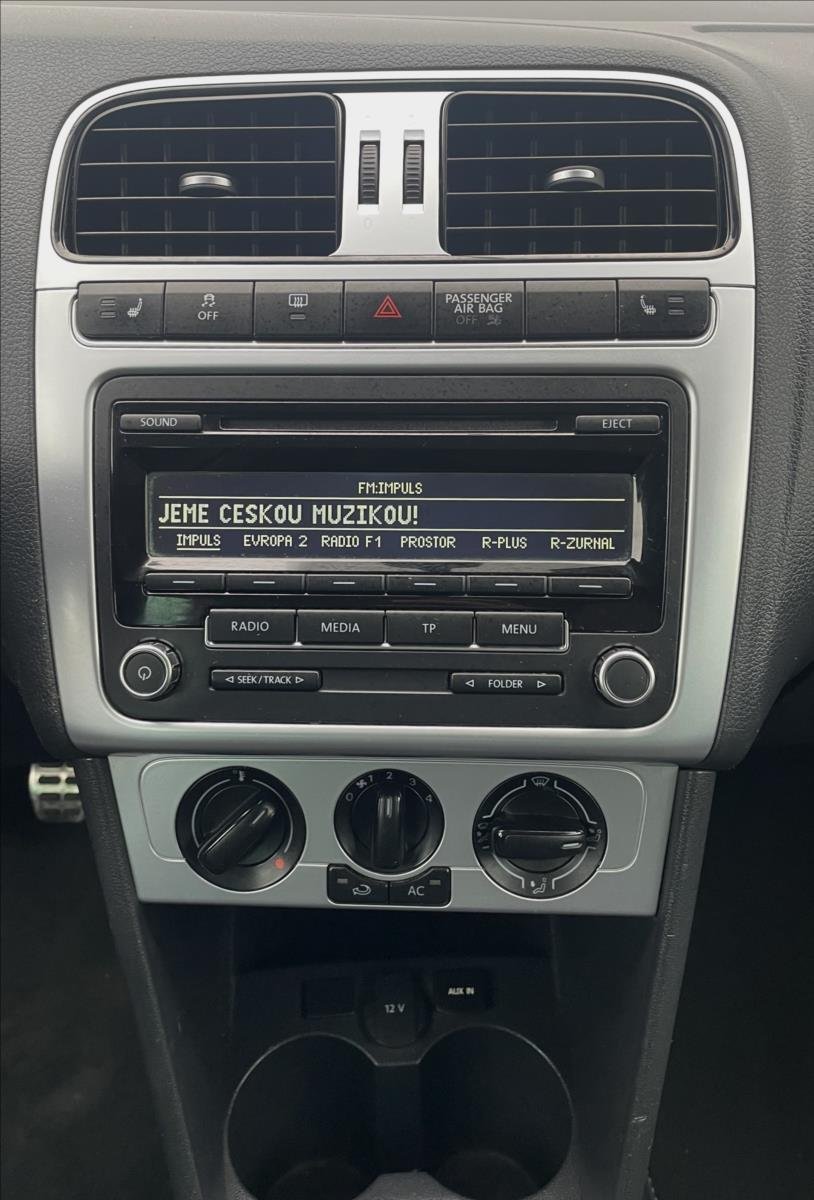 OFF
PASSENGER
AIR BAG
OFF
SOUND
EJECT
FM:IMPULS
JEME CESKOU MUZIKOU!
IMPULS EVROPA 2 RADIO F1 PROSTOR R-PLUS R-ZURNAL
RADIO MEDIA TP MENU
SEEK/TRACK FOLDER
0 1 2 3 4
AC
AUX IN
12 V